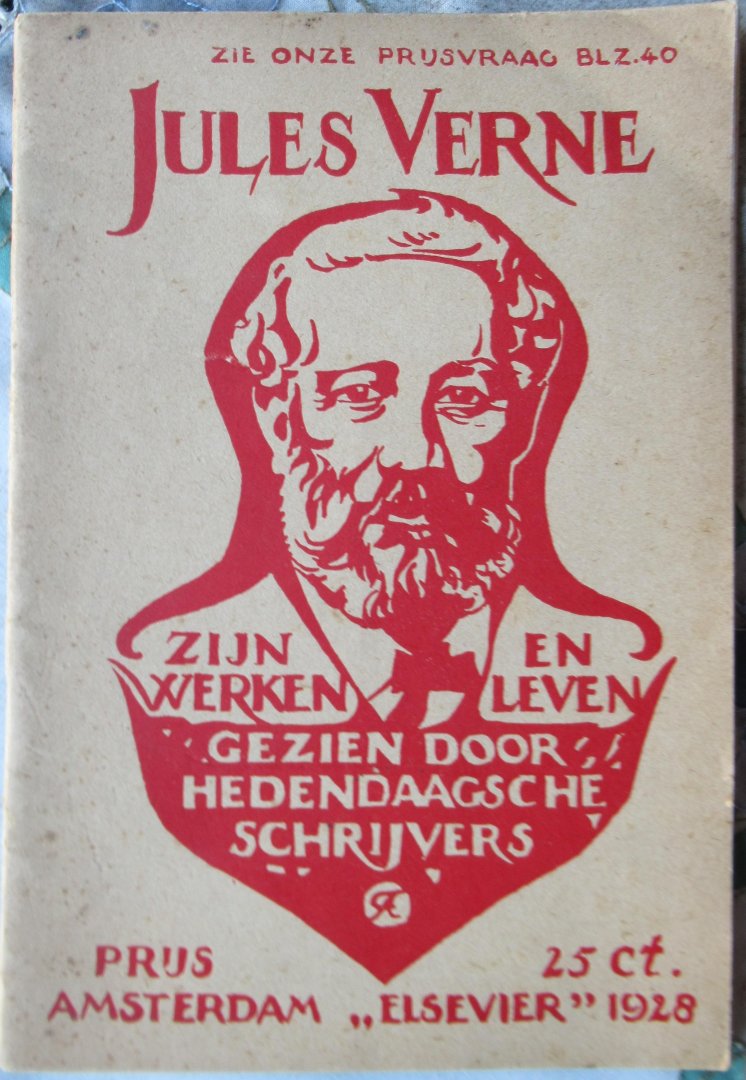 ZIE ONZE PRIJSVRAAG BLZ.40
JULES VERNE
ZIJN EN
WERKEN LEVEN
GEZIEN DOOR
HEDENDAAGSCHE
SCHRIJVERS
PRIJS 25 Ct.
AMSTERDAM „ELSEVIER” 1928